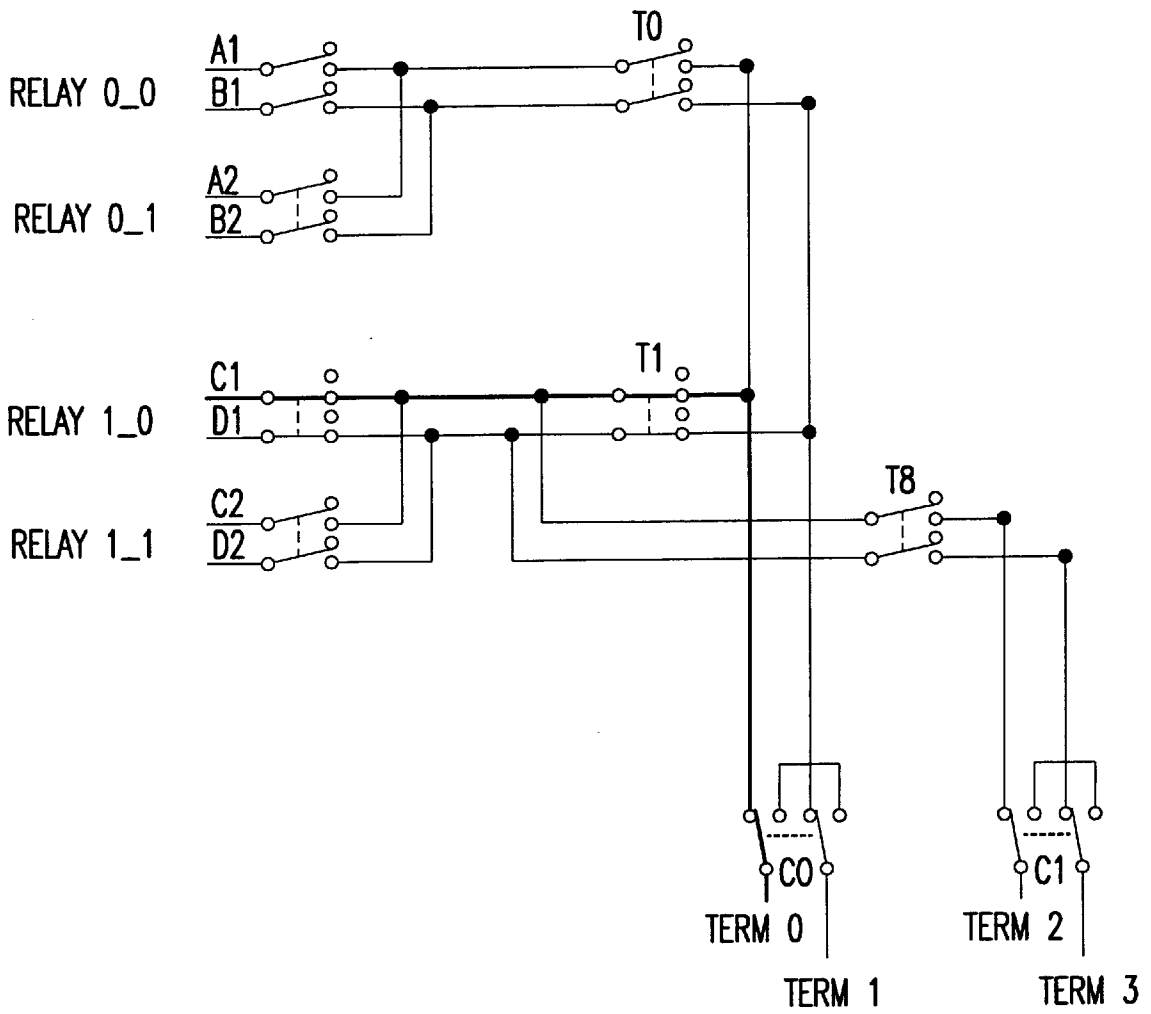 A1
T0
RELAY 0_0
B1
A2
RELAY 0_1
B2
C1
T1
RELAY 1_0
D1
T8
C2
RELAY 1_1
D2
C0
C1
TERM 0
TERM 2
TERM 1
TERM 3